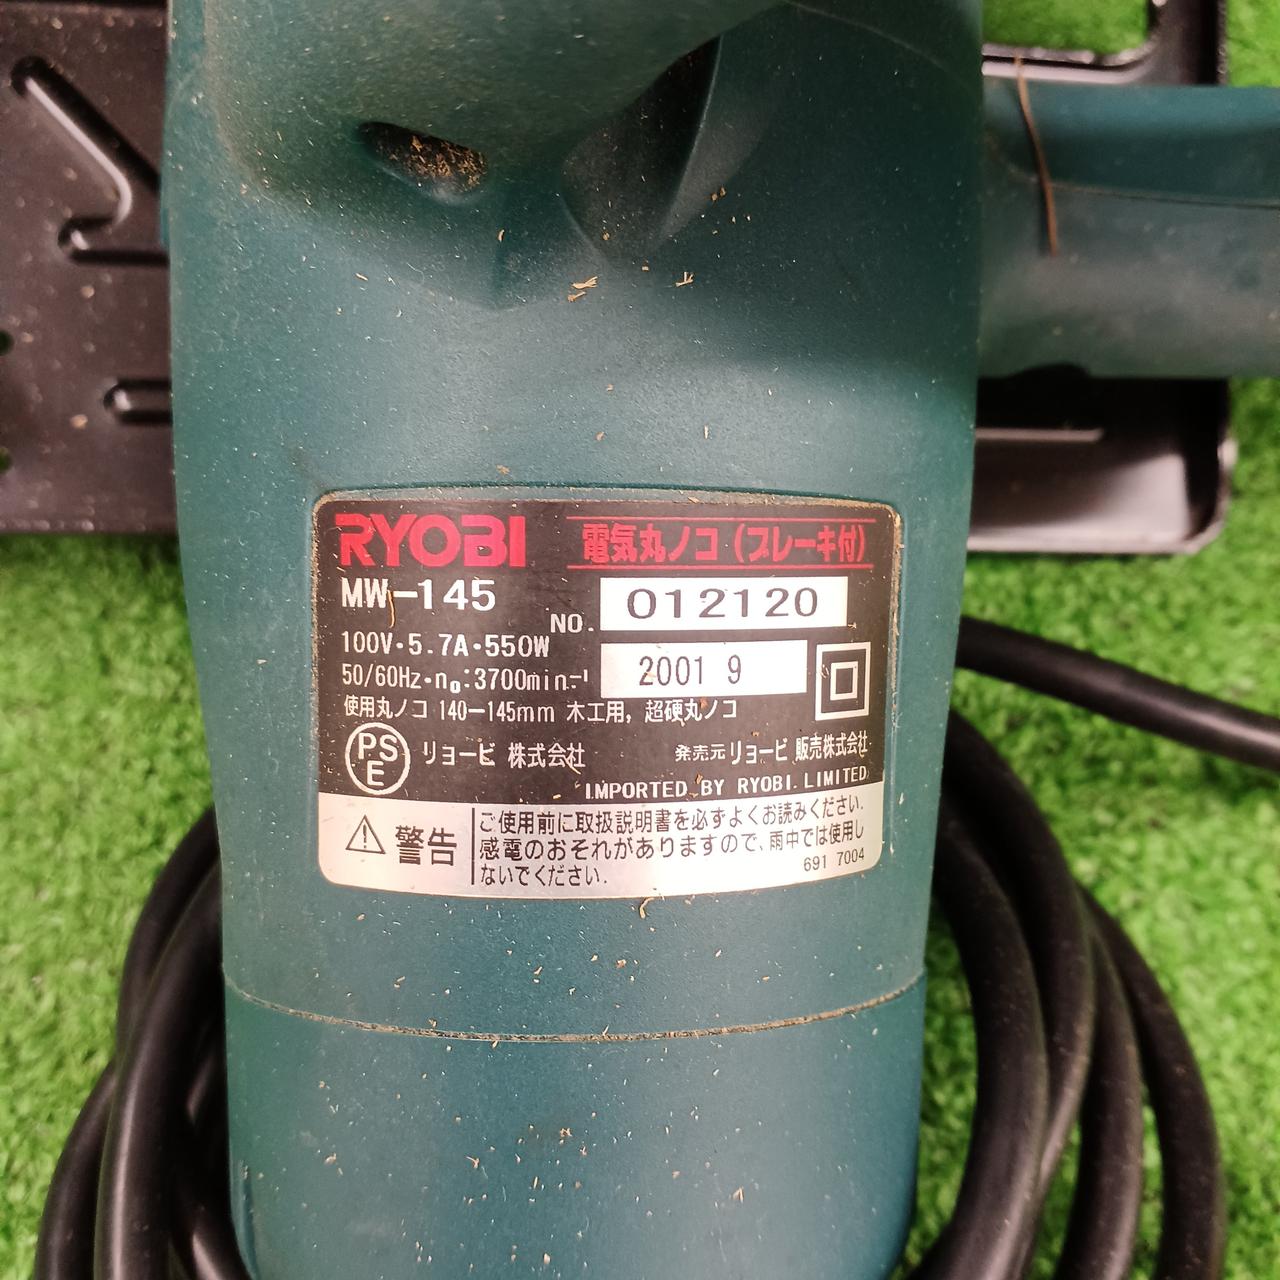 RYOBI 電気丸ノコ(ブレーキ付)
MW-145
NO. 012120
100V・5.7A・550W
50/60Hz・n₀:3700min⁻¹ 2001 9
使用丸ノコ 140-145mm 木工用, 超硬丸ノコ
PSE リョービ 株式会社 発売元 リョービ 販売株式会社
IMPORTED BY RYOBI. LIMITED
警告
ご使用前に取扱説明書を必ずよくお読みください.
感電のおそれがありますので、雨中では使用し
ないでください.
691 7004